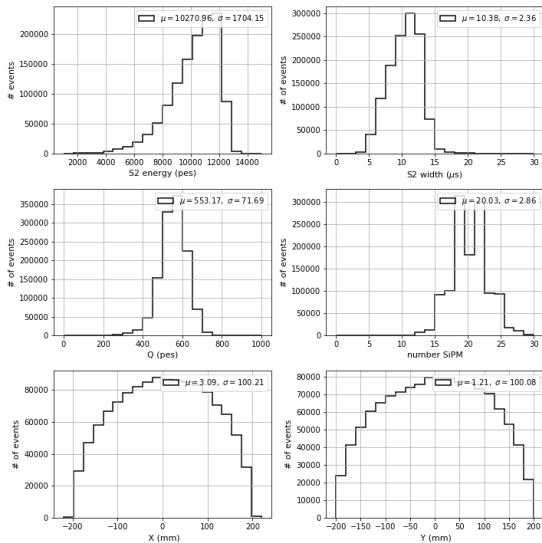 μ = 10270.96, σ = 1704.15
# events
200000
150000
100000
50000
0
2000 4000 6000 8000 10000 12000 14000
S2 energy (pes)
μ = 10.38, σ = 2.36
# of events
300000
250000
200000
150000
100000
50000
0
0 5 10 15 20 25 30
S2 width (μs)
μ = 553.17, σ = 71.69
# of events
350000
300000
250000
200000
150000
100000
50000
0
0 200 400 600 800 1000
Q (pes)
μ = 20.03, σ = 2.86
# of events
300000
250000
200000
150000
100000
50000
0
0 5 10 15 20 25 30
number SiPM
μ = 3.09, σ = 100.21
# of events
80000
60000
40000
20000
0
−200 −100 0 100 200
X (mm)
μ = 1.21, σ = 100.08
# of events
80000
70000
60000
50000
40000
30000
20000
10000
0
−200 −150 −100 −50 0 50 100 150 200
Y (mm)